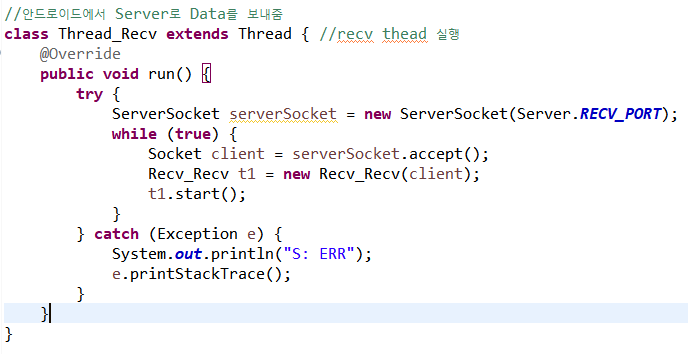 //안드로이드에서 Server로 Data를 보내줌
class Thread_Recv extends Thread { //recv thead 실행
    @Override
    public void run() {
        try {
            ServerSocket serverSocket = new ServerSocket(Server.RECV_PORT);
            while (true) {
                Socket client = serverSocket.accept();
                Recv_Recv t1 = new Recv_Recv(client);
                t1.start();
            }
        } catch (Exception e) {
            System.out.println("S: ERR");
            e.printStackTrace();
        }
    }
}